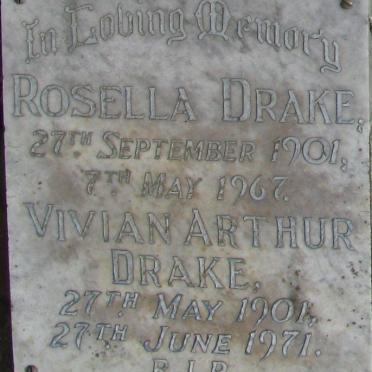 In Loving Memory
ROSELLA DRAKE,
27TH SEPTEMBER 1901,
7TH MAY 1967.
VIVIAN ARTHUR
DRAKE,
27TH MAY 1901,
27TH JUNE 1971.
R.I.P.